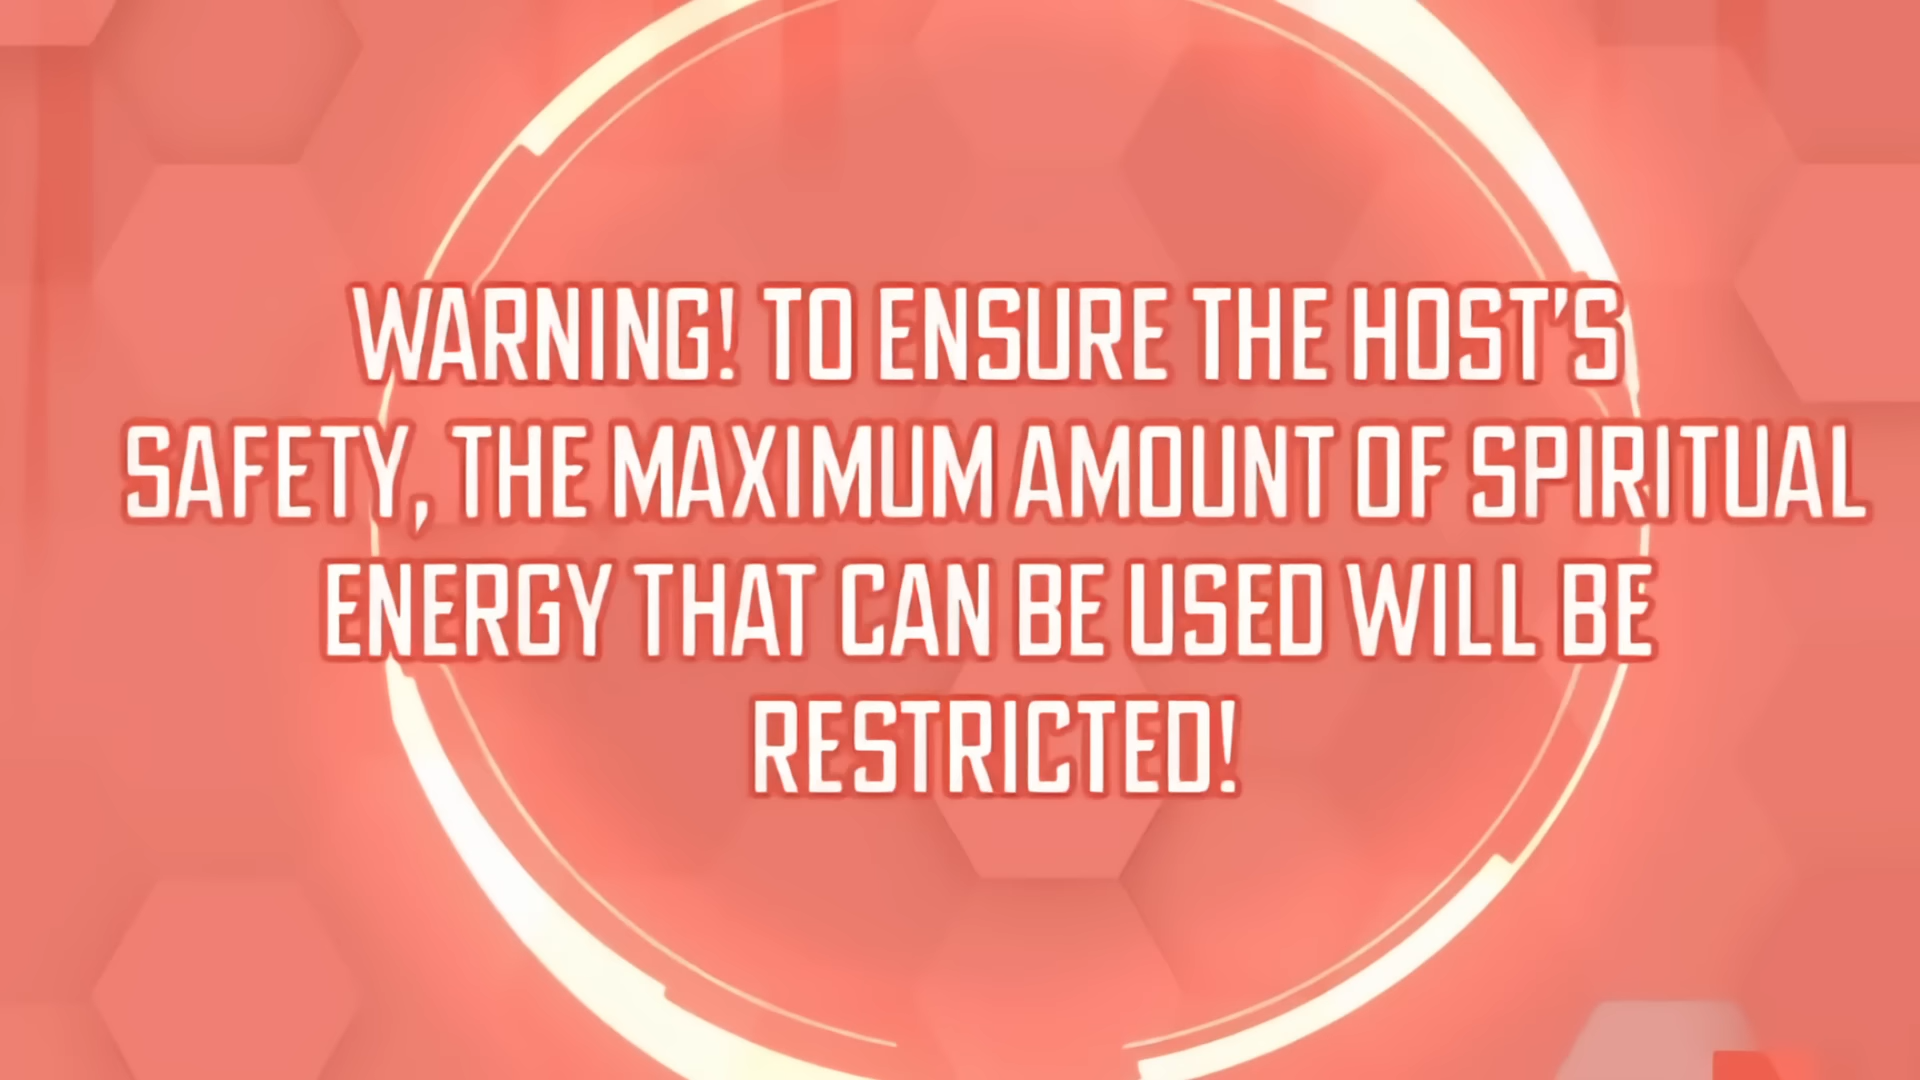 WARNING! TO ENSURE THE HOST'S
SAFETY, THE MAXIMUM AMOUNT OF SPIRITUAL
ENERGY THAT CAN BE USED WILL BE
RESTRICTED!